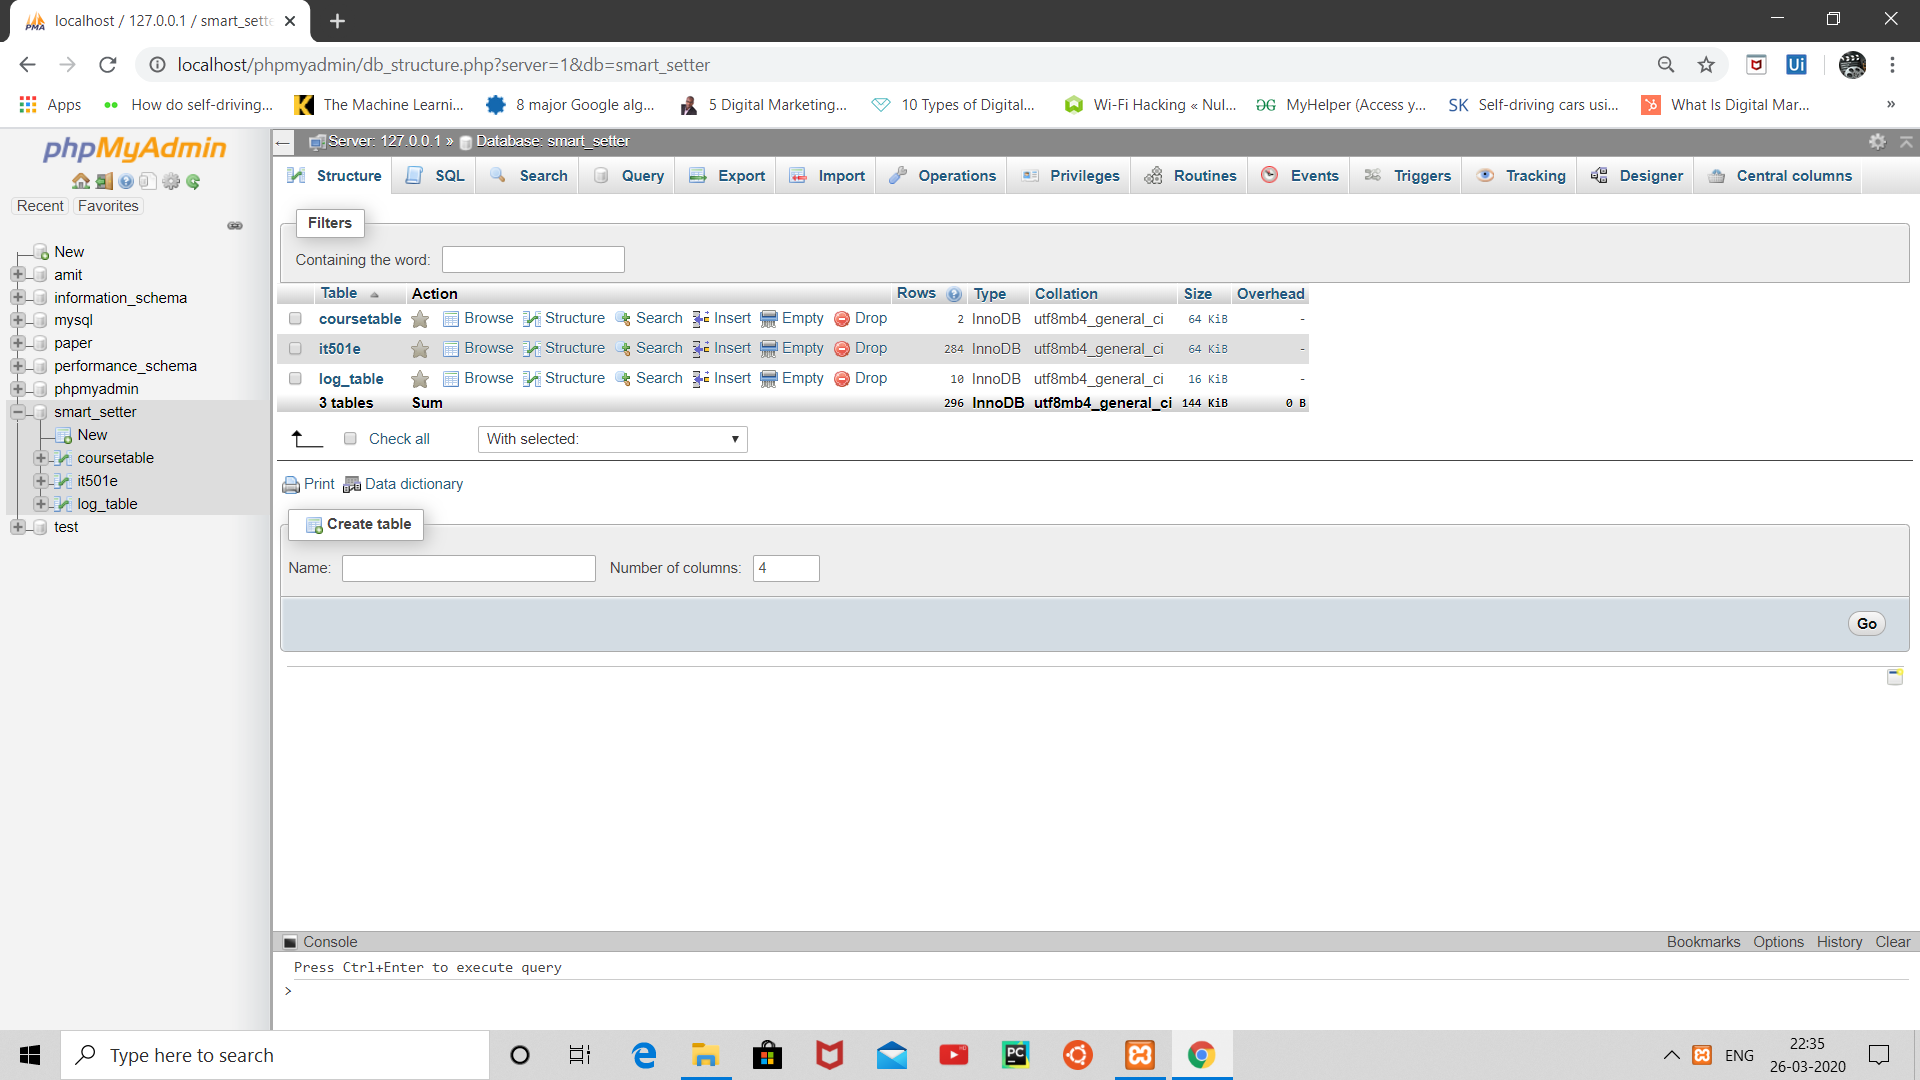 localhost / 127.0.0.1 / smart_sette
localhost/phpmyadmin/db_structure.php?server=1&db=smart_setter
Apps How do self-driving... The Machine Learni... 8 major Google alg... 5 Digital Marketing... 10 Types of Digital... Wi-Fi Hacking « Nul... MyHelper (Access y... SK Self-driving cars usi... What Is Digital Mar... »
phpMyAdmin
Recent Favorites
New
amit
information_schema
mysql
paper
performance_schema
phpmyadmin
smart_setter
New
coursetable
it501e
log_table
test
Server: 127.0.0.1 » Database: smart_setter
Structure SQL Search Query Export Import Operations Privileges Routines Events Triggers Tracking Designer Central columns
Filters
Containing the word:
Table Action Rows Type Collation Size Overhead
coursetable Browse Structure Search Insert Empty Drop 2 InnoDB utf8mb4_general_ci 64 KiB -
it501e Browse Structure Search Insert Empty Drop 284 InnoDB utf8mb4_general_ci 64 KiB -
log_table Browse Structure Search Insert Empty Drop 10 InnoDB utf8mb4_general_ci 16 KiB -
3 tables Sum 296 InnoDB utf8mb4_general_ci 144 KiB 0 B
Check all With selected:
Print Data dictionary
Create table
Name: Number of columns: 4
Go
Console Bookmarks Options History Clear
Press Ctrl+Enter to execute query
>
Type here to search
ENG
22:35
26-03-2020